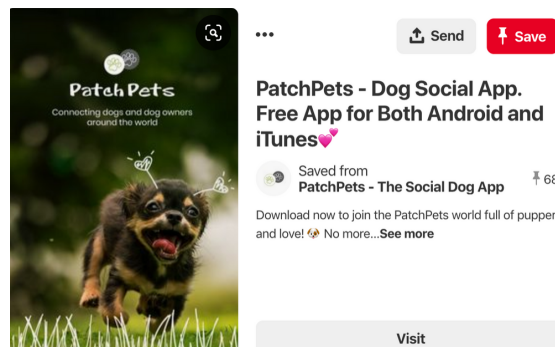 PatchPets
Connecting dogs and dog owners
around the world
Send
Save
PatchPets - Dog Social App.
Free App for Both Android and
iTunes💕
Saved from
PatchPets - The Social Dog App
68
Download now to join the PatchPets world full of pupper
and love! 🐶 No more...See more
Visit